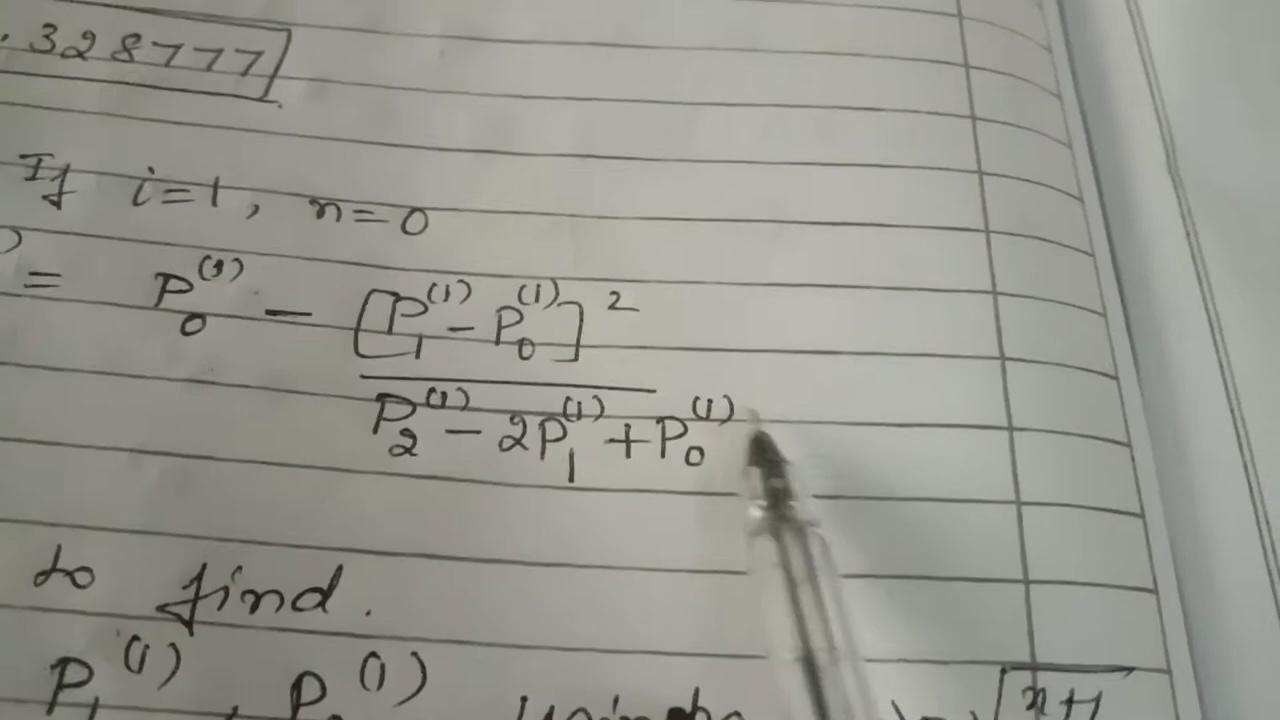 .328777
If i=1, n=0
) = P₀⁽¹⁾ - [P₁⁽¹⁾ - P₀⁽¹⁾]²
P₂⁽¹⁾ - 2P₁⁽¹⁾ + P₀⁽¹⁾
to find.
P₁⁽¹⁾, P ⁽¹⁾ ) = √x+1